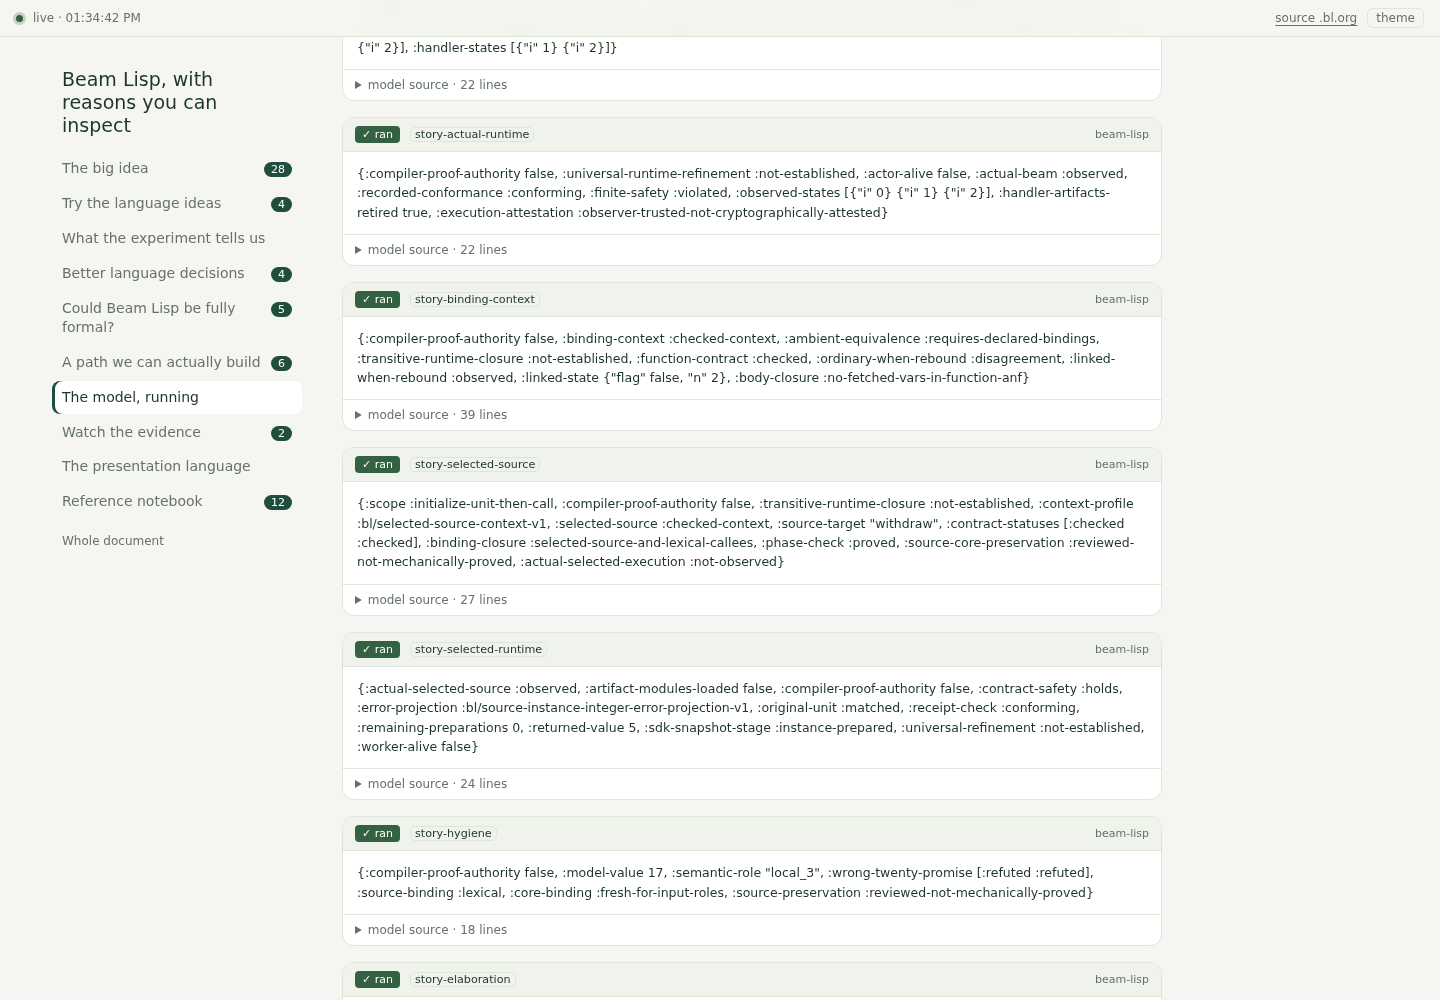 live · 01:34:42 PM
source .bl.org
theme
Beam Lisp, with
reasons you can
inspect
The big idea 28
Try the language ideas 4
What the experiment tells us
Better language decisions 4
Could Beam Lisp be fully 5
formal?
A path we can actually build 6
The model, running
Watch the evidence 2
The presentation language
Reference notebook 12
Whole document
{"i" 2}], :handler-states [{"i" 1} {"i" 2}]}
▶ model source · 22 lines
✓ ran story-actual-runtime beam-lisp
{:compiler-proof-authority false, :universal-runtime-refinement :not-established, :actor-alive false, :actual-beam :observed,
:recorded-conformance :conforming, :finite-safety :violated, :observed-states [{"i" 0} {"i" 1} {"i" 2}], :handler-artifacts-
retired true, :execution-attestation :observer-trusted-not-cryptographically-attested}
▶ model source · 22 lines
✓ ran story-binding-context beam-lisp
{:compiler-proof-authority false, :binding-context :checked-context, :ambient-equivalence :requires-declared-bindings,
:transitive-runtime-closure :not-established, :function-contract :checked, :ordinary-when-rebound :disagreement, :linked-
when-rebound :observed, :linked-state {"flag" false, "n" 2}, :body-closure :no-fetched-vars-in-function-anf}
▶ model source · 39 lines
✓ ran story-selected-source beam-lisp
{:scope :initialize-unit-then-call, :compiler-proof-authority false, :transitive-runtime-closure :not-established, :context-profile
:bl/selected-source-context-v1, :selected-source :checked-context, :source-target "withdraw", :contract-statuses [:checked
:checked], :binding-closure :selected-source-and-lexical-callees, :phase-check :proved, :source-core-preservation :reviewed-
not-mechanically-proved, :actual-selected-execution :not-observed}
▶ model source · 27 lines
✓ ran story-selected-runtime beam-lisp
{:actual-selected-source :observed, :artifact-modules-loaded false, :compiler-proof-authority false, :contract-safety :holds,
:error-projection :bl/source-instance-integer-error-projection-v1, :original-unit :matched, :receipt-check :conforming,
:remaining-preparations 0, :returned-value 5, :sdk-snapshot-stage :instance-prepared, :universal-refinement :not-established,
:worker-alive false}
▶ model source · 24 lines
✓ ran story-hygiene beam-lisp
{:compiler-proof-authority false, :model-value 17, :semantic-role "local_3", :wrong-twenty-promise [:refuted :refuted],
:source-binding :lexical, :core-binding :fresh-for-input-roles, :source-preservation :reviewed-not-mechanically-proved}
▶ model source · 18 lines
✓ ran story-elaboration beam-lisp